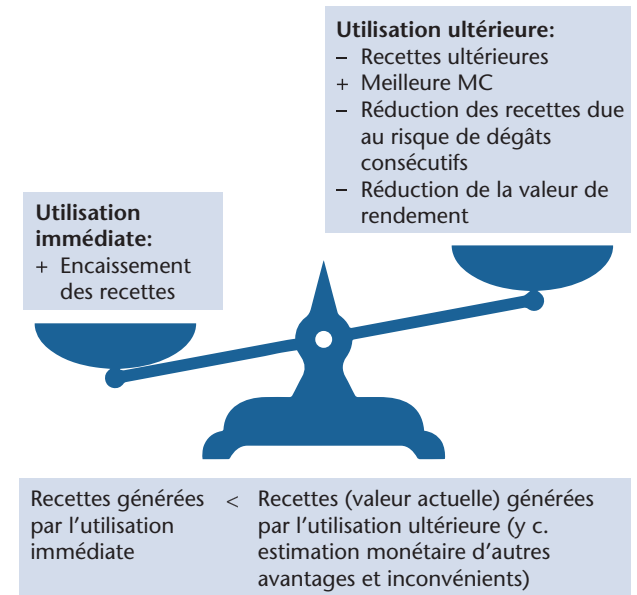 Utilisation ultérieure:
– Recettes ultérieures
+ Meilleure MC
– Réduction des recettes due
au risque de dégâts
consécutifs
– Réduction de la valeur de
rendement
Utilisation
immédiate:
+ Encaissement
des recettes
Recettes générées < Recettes (valeur actuelle) générées
par l'utilisation par l'utilisation ultérieure (y c.
immédiate estimation monétaire d'autres
avantages et inconvénients)